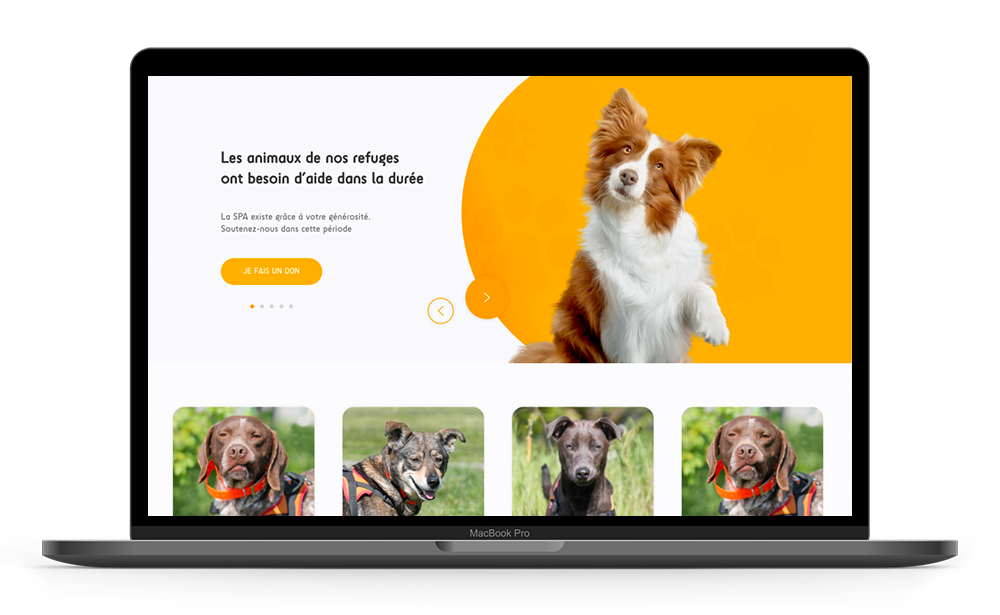 Les animaux de nos refuges
ont besoin d'aide dans la durée
La SPA existe grâce à votre générosité.
Soutenez-nous dans cette période
JE FAIS UN DON
MacBook Pro